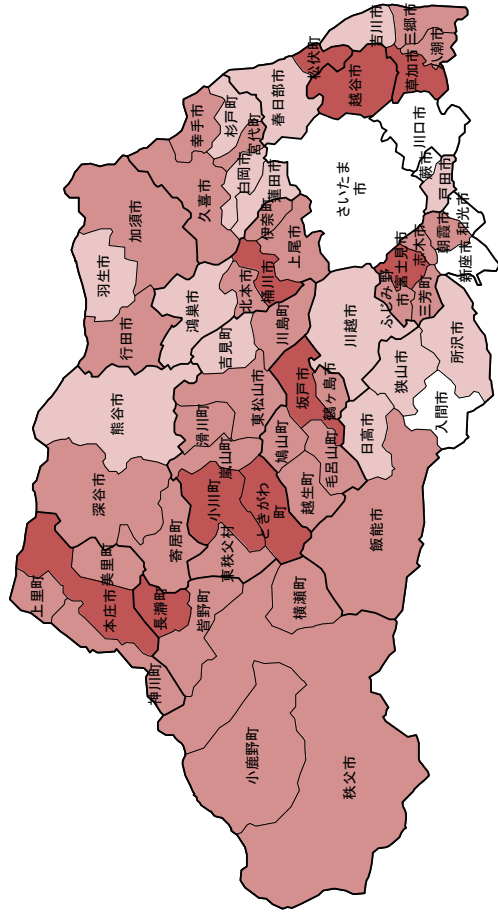 吉川市
三郷市
八潮市
松伏町
越谷市
草加市
春日部市
杉戸町
幸手市
宮代町
川口市
蕨市
戸田市
白岡市
蓮田市
久喜市
さいたま
市
加須市
伊奈町
上尾市
和光市
朝霞市
志木市
新座市
富士見市
ふじみ野
市
三芳町
羽生市
鴻巣市
北本市
桶川市
川島町
川越市
行田市
吉見町
所沢市
狭山市
入間市
熊谷市
東松山市
坂戸市
鶴ヶ島市
日高市
滑川町
嵐山町
鳩山町
毛呂山町
深谷市
小川町
ときがわ
町
越生町
寄居町
東秩父村
飯能市
上里町
美里町
本庄市
長瀞町
皆野町
横瀬町
神川町
小鹿野町
秩父市